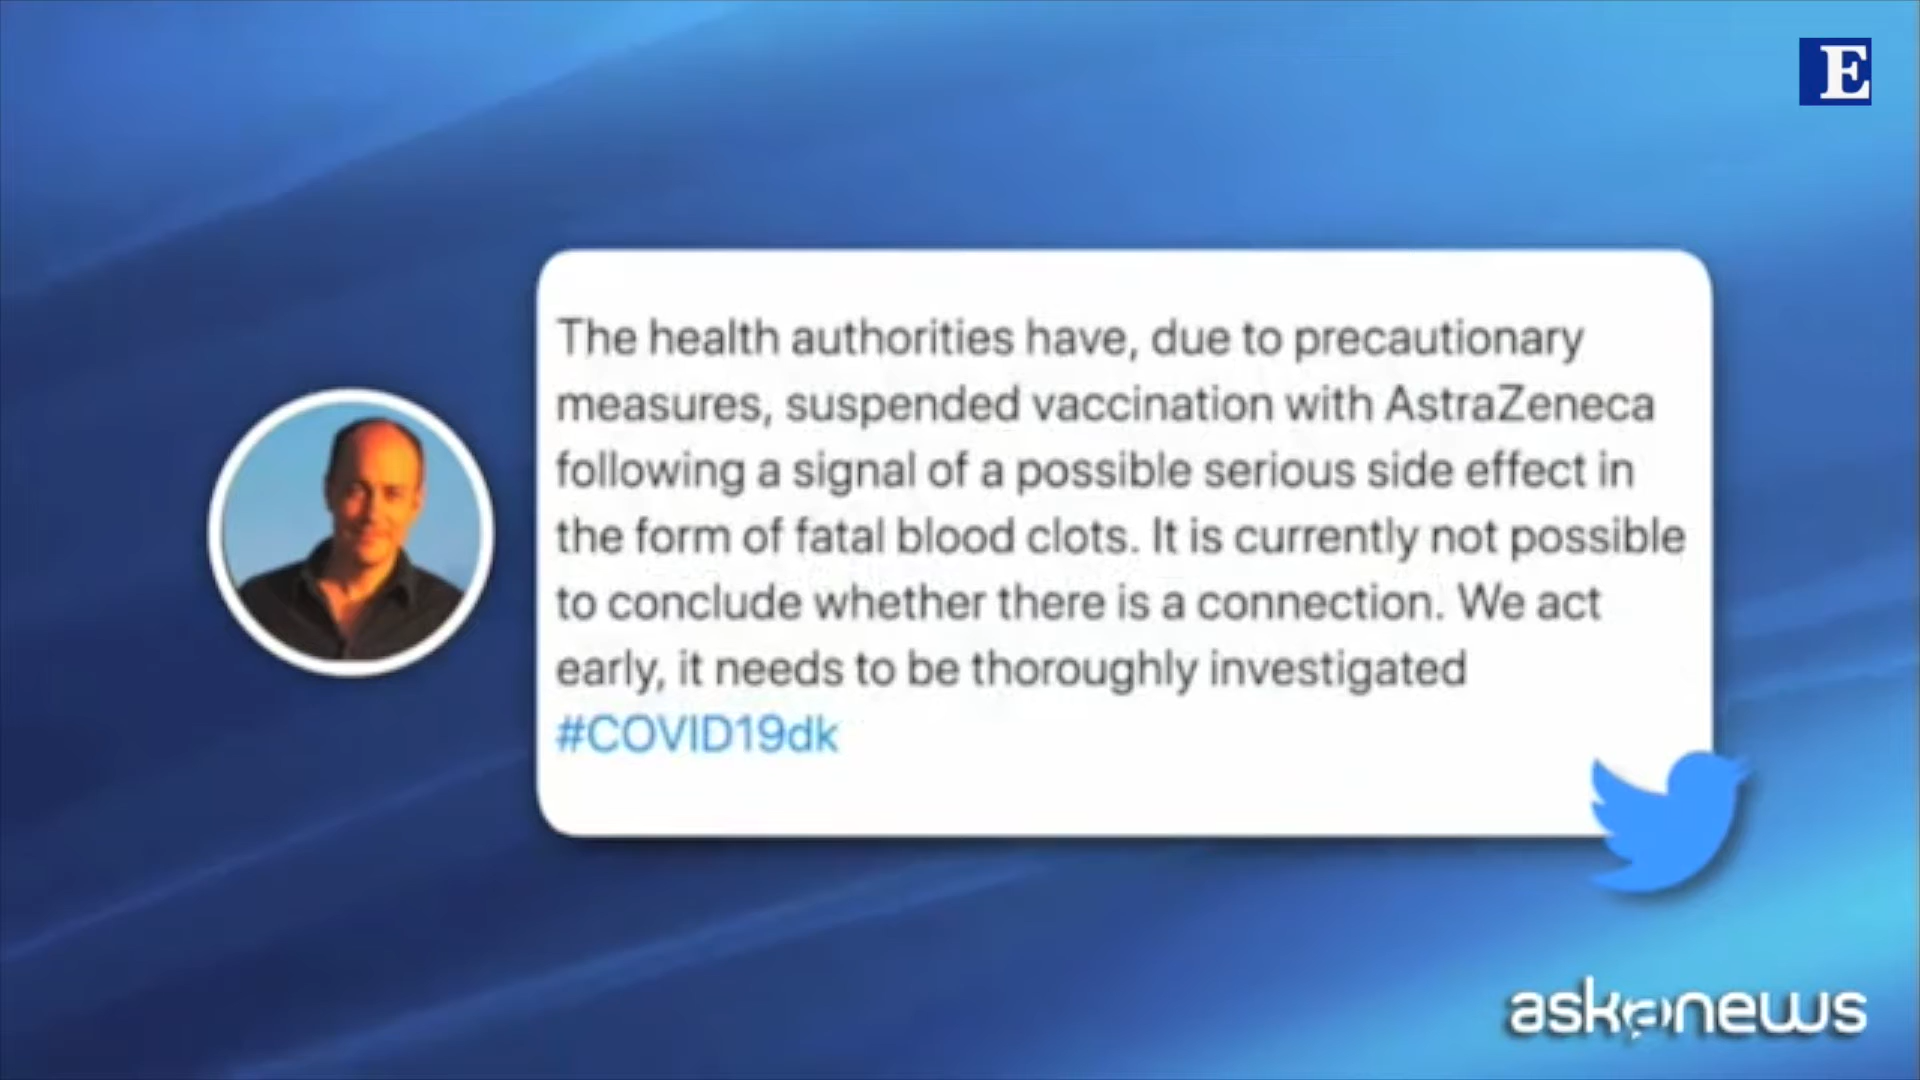 E
The health authorities have, due to precautionary
measures, suspended vaccination with AstraZeneca
following a signal of a possible serious side effect in
the form of fatal blood clots. It is currently not possible
to conclude whether there is a connection. We act
early, it needs to be thoroughly investigated
#COVID19dk
askanews